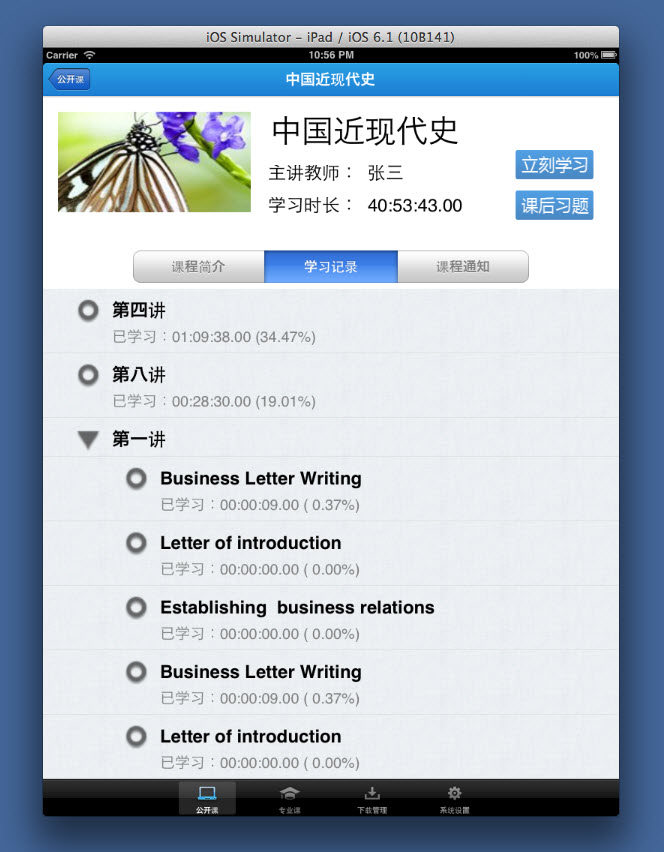 iOS Simulator – iPad / iOS 6.1 (10B141)
Carrier 10:56 PM 100%
公开课 中国近现代史
中国近现代史
主讲教师： 张三
学习时长： 40:53:43.00
立刻学习
课后习题
课程简介 学习记录 课程通知
第四讲
已学习：01:09:38.00 (34.47%)
第八讲
已学习：00:28:30.00 (19.01%)
第一讲
Business Letter Writing
已学习：00:00:09.00 ( 0.37%)
Letter of introduction
已学习：00:00:00.00 ( 0.00%)
Establishing  business relations
已学习：00:00:00.00 ( 0.00%)
Business Letter Writing
已学习：00:00:09.00 ( 0.37%)
Letter of introduction
已学习：00:00:00.00 ( 0.00%)
公开课 专业课 下载管理 系统设置